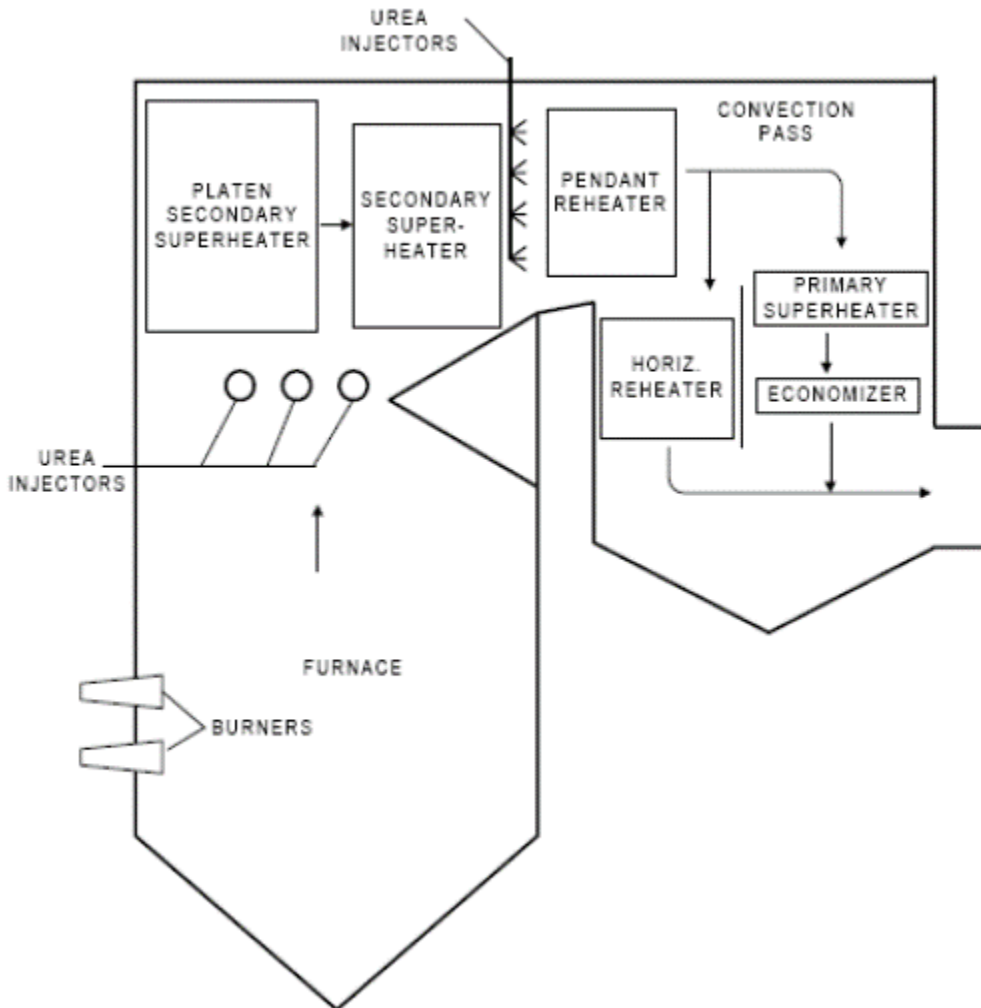 UREA
INJECTORS
CONVECTION
PASS
PLATEN
SECONDARY
SUPERHEATER
SECONDARY
SUPER-
HEATER
PENDANT
REHEATER
PRIMARY
SUPERHEATER
HORIZ.
REHEATER
ECONOMIZER
UREA
INJECTORS
FURNACE
BURNERS